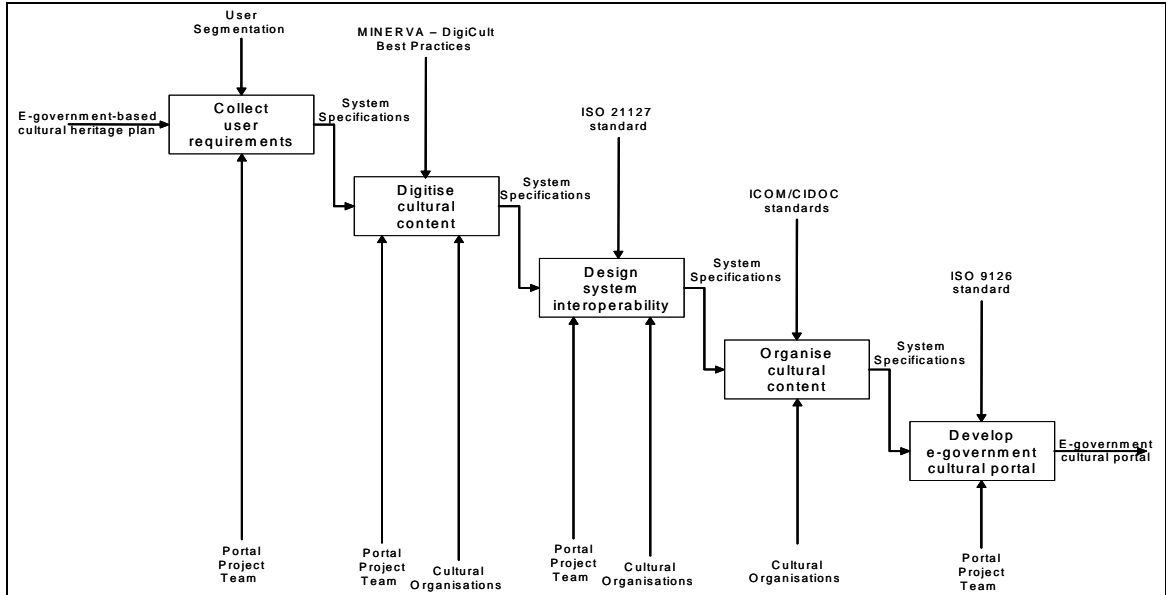 User
Segmentation
MINERVA – DigiCult
Best Practices
E-government-based
cultural heritage plan
Collect
user
requirements
System
Specifications
ISO 21127
standard
Digitise
cultural
content
System
Specifications
ICOM/CIDOC
standards
Design
system
interoperability
System
Specifications
ISO 9126
standard
Organise
cultural
content
System
Specifications
Develop
e-government
cultural portal
E-government
cultural portal
Portal
Project
Team
Portal
Project
Team
Cultural
Organisations
Portal
Project
Team
Cultural
Organisations
Cultural
Organisations
Portal
Project
Team